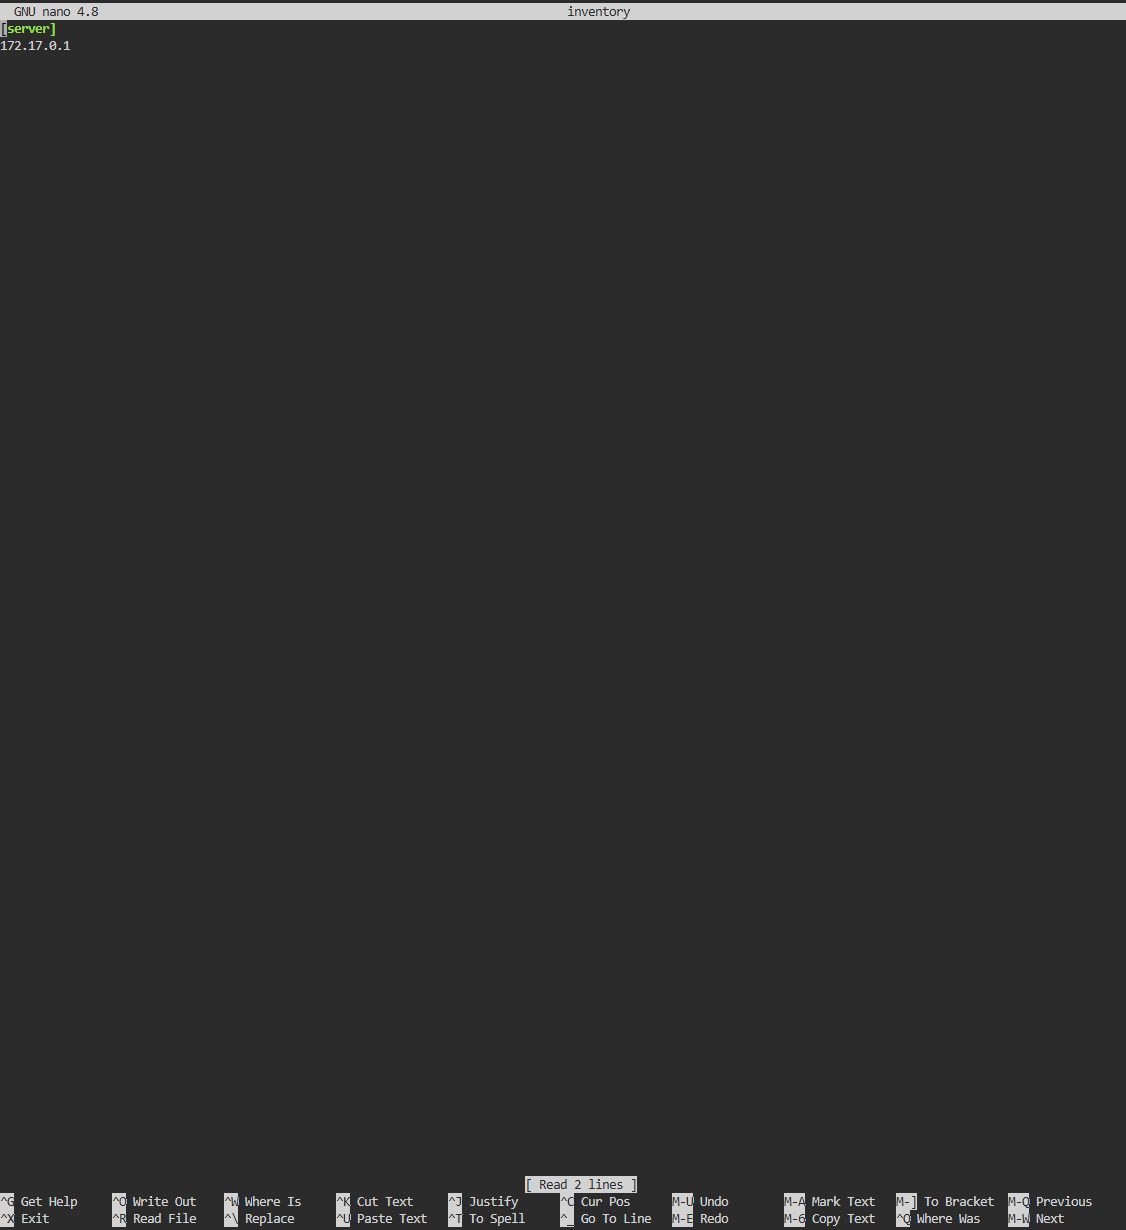 GNU nano 4.8 inventory
[server]
172.17.0.1
[ Read 2 lines ]
^G Get Help ^O Write Out ^W Where Is ^K Cut Text ^J Justify ^C Cur Pos M-U Undo M-A Mark Text M-] To Bracket M-Q Previous
^X Exit ^R Read File ^\ Replace ^U Paste Text ^T To Spell ^_ Go To Line M-E Redo M-6 Copy Text ^Q Where Was M-W Next